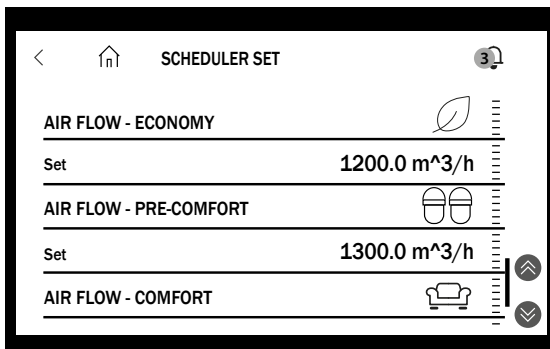 SCHEDULER SET 3
AIR FLOW - ECONOMY
Set 1200.0 m^3/h
AIR FLOW - PRE-COMFORT
Set 1300.0 m^3/h
AIR FLOW - COMFORT